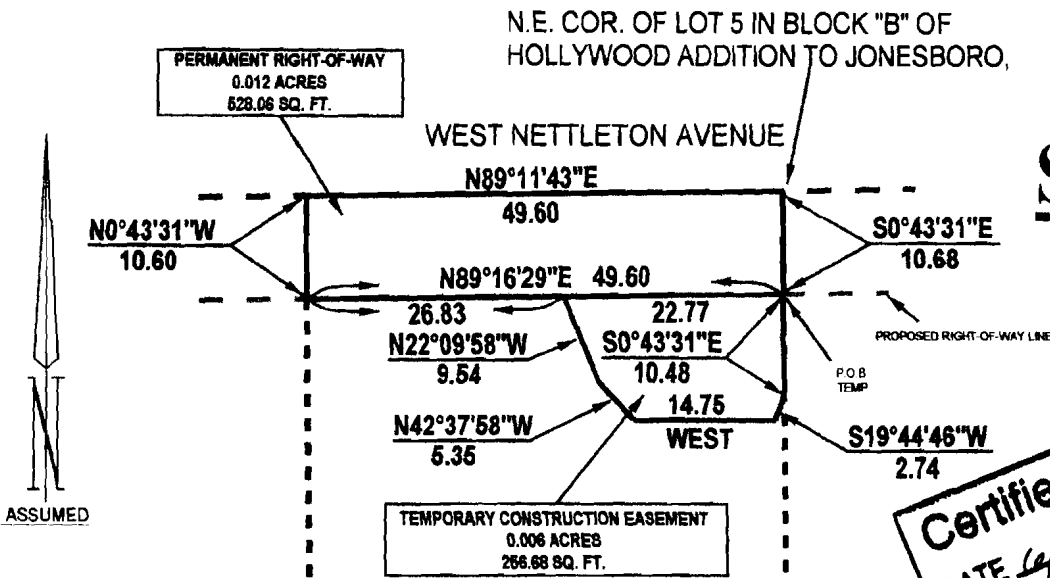 N.E. COR. OF LOT 5 IN BLOCK "B" OF
HOLLYWOOD ADDITION TO JONESBORO,
PERMANENT RIGHT-OF-WAY
0.012 ACRES
528.06 SQ. FT.
WEST NETTLETON AVENUE
N89°11'43"E
49.60
N0°43'31"W
10.60
S0°43'31"E
10.68
N89°16'29"E 49.60
26.83
22.77
PROPOSED RIGHT-OF-WAY LINE
N22°09'58"W
9.54
S0°43'31"E
10.48
P O B
TEMP
14.75
WEST
N42°37'58"W
5.35
S19°44'46"W
2.74
N
ASSUMED
TEMPORARY CONSTRUCTION EASEMENT
0.006 ACRES
256.68 SQ. FT.
Certifie